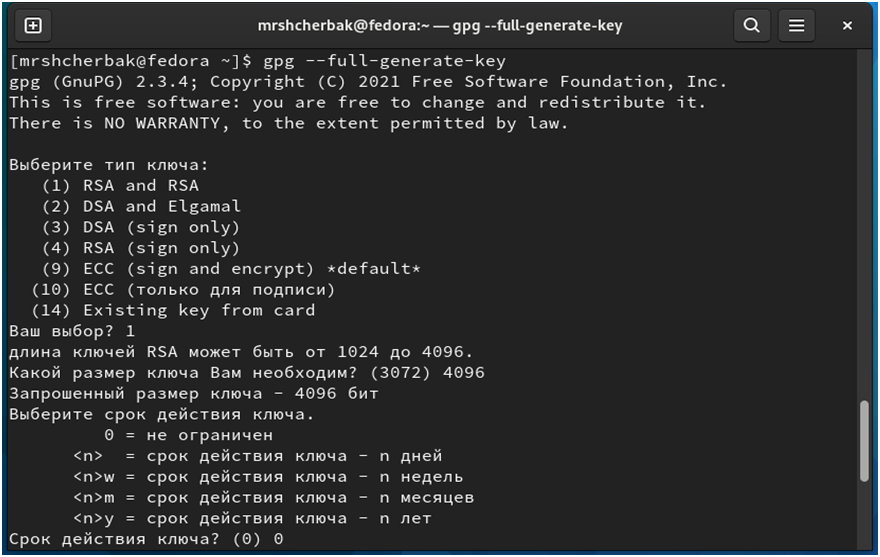 mrshcherbak@fedora:~ — gpg --full-generate-key
[mrshcherbak@fedora ~]$ gpg --full-generate-key
gpg (GnuPG) 2.3.4; Copyright (C) 2021 Free Software Foundation, Inc.
This is free software: you are free to change and redistribute it.
There is NO WARRANTY, to the extent permitted by law.
Выберите тип ключа:
(1) RSA and RSA
(2) DSA and Elgamal
(3) DSA (sign only)
(4) RSA (sign only)
(9) ECC (sign and encrypt) *default*
(10) ECC (только для подписи)
(14) Existing key from card
Ваш выбор? 1
длина ключей RSA может быть от 1024 до 4096.
Какой размер ключа Вам необходим? (3072) 4096
Запрошенный размер ключа - 4096 бит
Выберите срок действия ключа.
0 = не ограничен
<n> = срок действия ключа - n дней
<n>w = срок действия ключа - n недель
<n>m = срок действия ключа - n месяцев
<n>y = срок действия ключа - n лет
Срок действия ключа? (0) 0